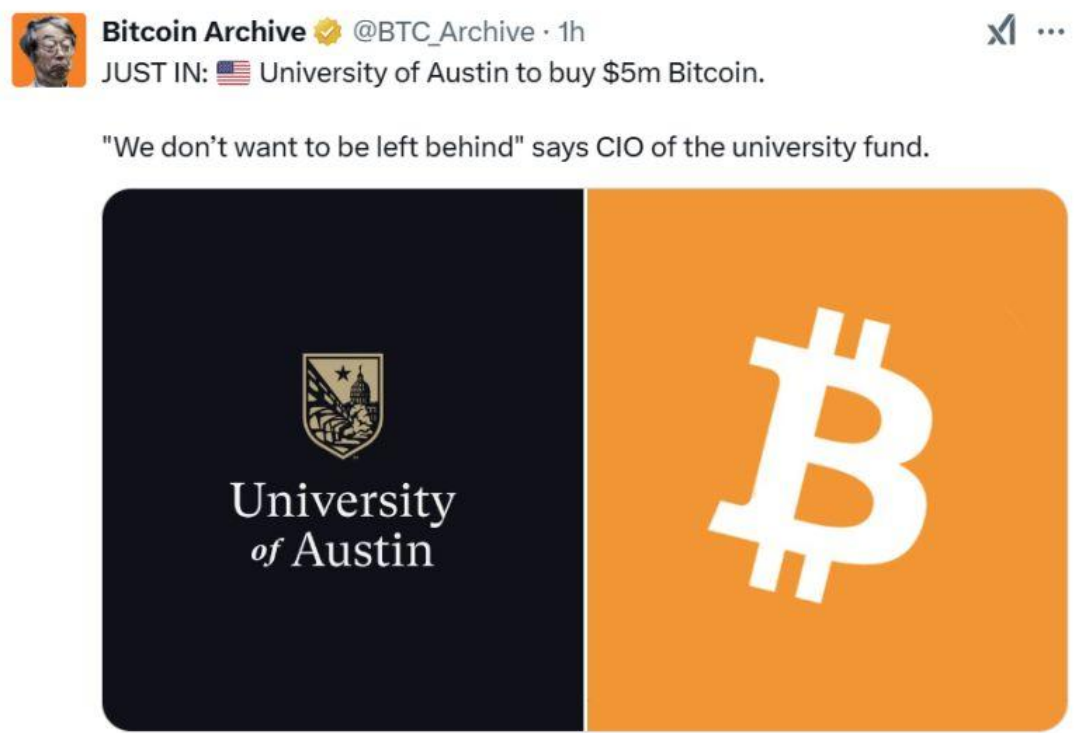 Bitcoin Archive @BTC_Archive · 1h
JUST IN: 🇺🇸 University of Austin to buy $5m Bitcoin.
"We don’t want to be left behind" says CIO of the university fund.
University
of Austin